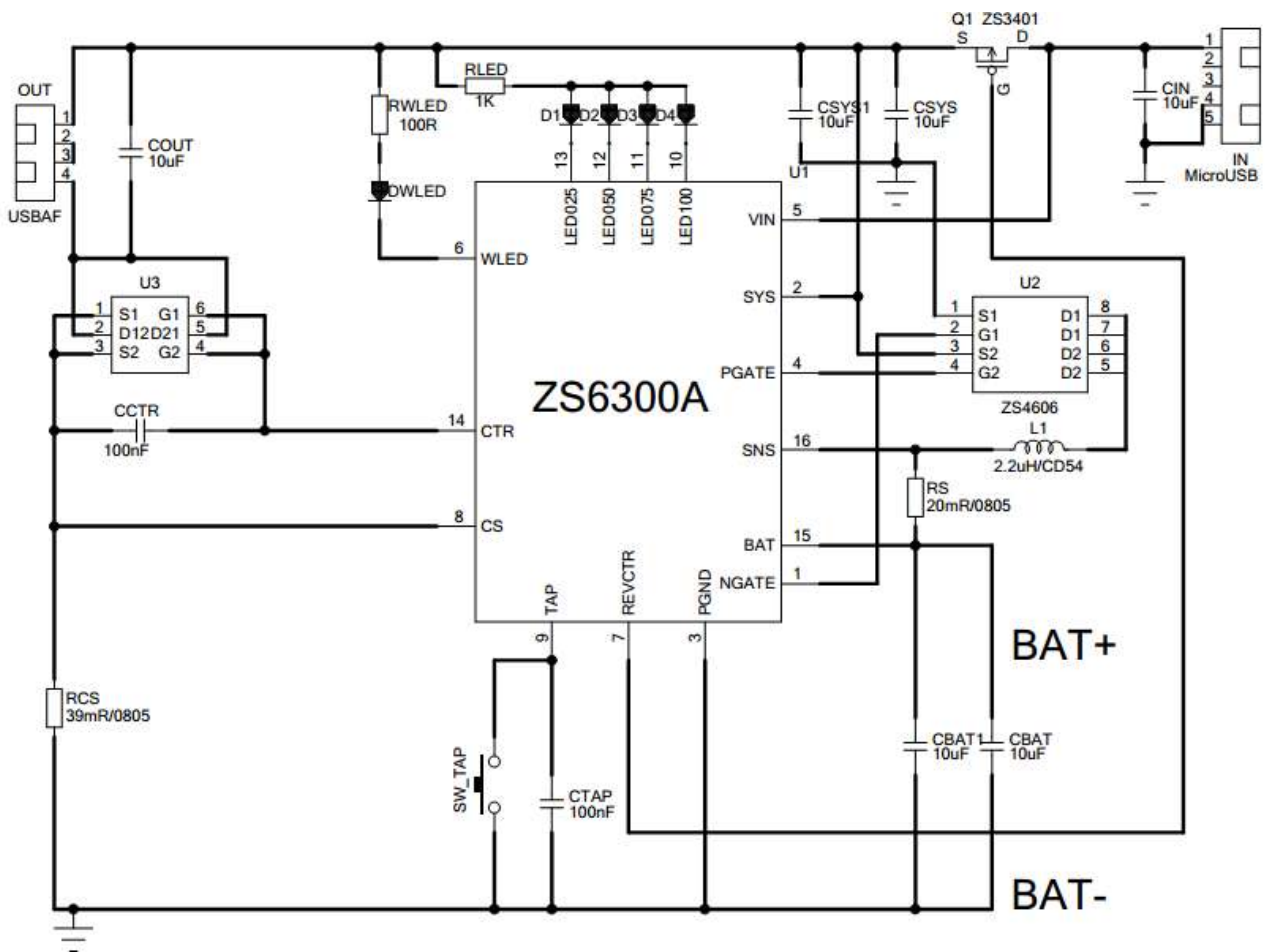 Q1 ZS3401
S D
G
OUT
1
2
3
4
USBAF
COUT
10uF
RWLED
100R
DWLED
RLED
1K
D1 D2 D3 D4
13 12 11 10
LED025 LED050 LED075 LED100
CSYS1
10uF
CSYS
10uF
CIN
10uF
1
2
3
4
5
IN
MicroUSB
U1
ZS6300A
6 WLED
14 CTR
8 CS
VIN 5
SYS 2
PGATE 4
SNS 16
BAT 15
NGATE 1
TAP
9
REVCTR
7
PGND
3
U3
1 S1 G1 6
2 D12 D21 5
3 S2 G2 4
CCTR
100nF
U2
1 S1 D1 8
2 G1 D1 7
3 S2 D2 6
4 G2 D2 5
ZS4606
L1
2.2uH/CD54
RS
20mR/0805
RCS
39mR/0805
SW_TAP
CTAP
100nF
BAT+
CBAT1
10uF
CBAT
10uF
BAT-